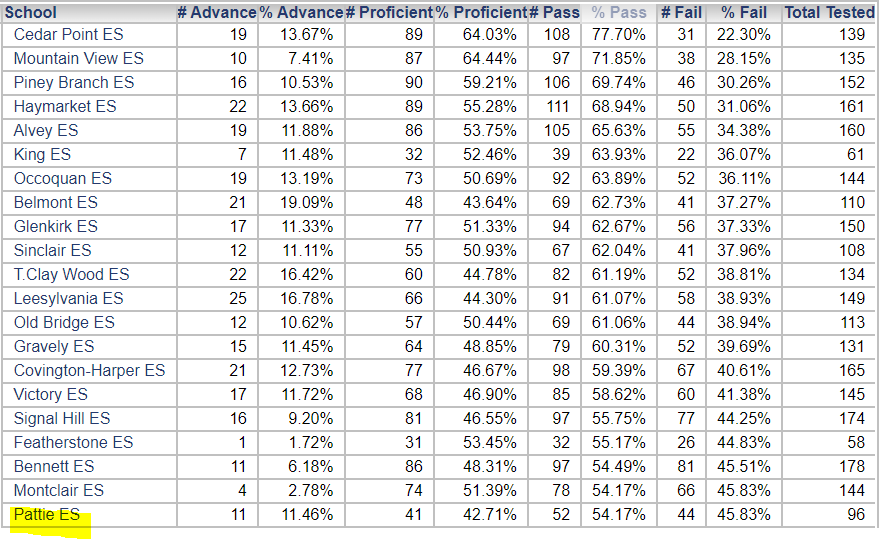 School # Advance % Advance # Proficient % Proficient # Pass % Pass # Fail % Fail Total Tested
Cedar Point ES 19 13.67% 89 64.03% 108 77.70% 31 22.30% 139
Mountain View ES 10 7.41% 87 64.44% 97 71.85% 38 28.15% 135
Piney Branch ES 16 10.53% 90 59.21% 106 69.74% 46 30.26% 152
Haymarket ES 22 13.66% 89 55.28% 111 68.94% 50 31.06% 161
Alvey ES 19 11.88% 86 53.75% 105 65.63% 55 34.38% 160
King ES 7 11.48% 32 52.46% 39 63.93% 22 36.07% 61
Occoquan ES 19 13.19% 73 50.69% 92 63.89% 52 36.11% 144
Belmont ES 21 19.09% 48 43.64% 69 62.73% 41 37.27% 110
Glenkirk ES 17 11.33% 77 51.33% 94 62.67% 56 37.33% 150
Sinclair ES 12 11.11% 55 50.93% 67 62.04% 41 37.96% 108
T.Clay Wood ES 22 16.42% 60 44.78% 82 61.19% 52 38.81% 134
Leesylvania ES 25 16.78% 66 44.30% 91 61.07% 58 38.93% 149
Old Bridge ES 12 10.62% 57 50.44% 69 61.06% 44 38.94% 113
Gravely ES 15 11.45% 64 48.85% 79 60.31% 52 39.69% 131
Covington-Harper ES 21 12.73% 77 46.67% 98 59.39% 67 40.61% 165
Victory ES 17 11.72% 68 46.90% 85 58.62% 60 41.38% 145
Signal Hill ES 16 9.20% 81 46.55% 97 55.75% 77 44.25% 174
Featherstone ES 1 1.72% 31 53.45% 32 55.17% 26 44.83% 58
Bennett ES 11 6.18% 86 48.31% 97 54.49% 81 45.51% 178
Montclair ES 4 2.78% 74 51.39% 78 54.17% 66 45.83% 144
Pattie ES 11 11.46% 41 42.71% 52 54.17% 44 45.83% 96